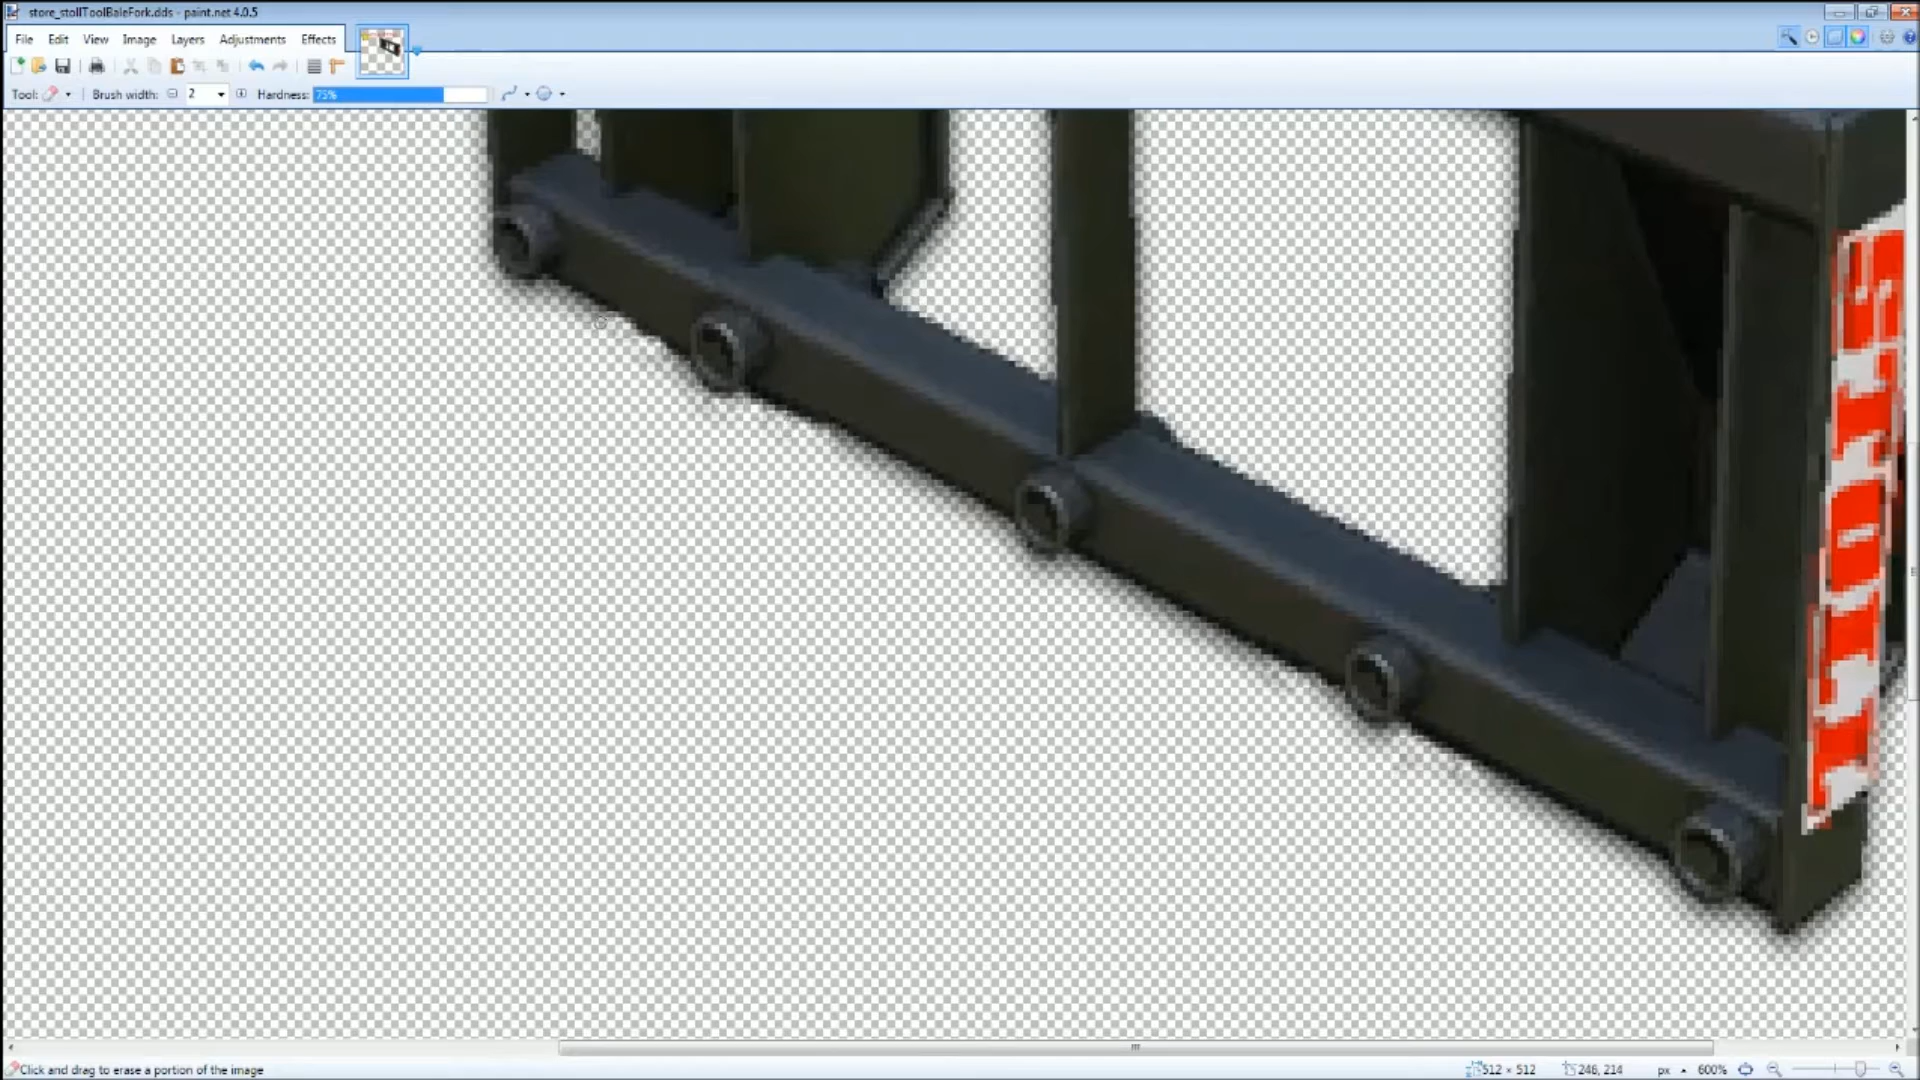 store_stollToolBaleFork.dds - paint.net 4.0.5
File Edit View Image Layers Adjustments Effects
Tool: Brush width: 2 Hardness: 75%
Click and drag to erase a portion of the image 512 × 512 246, 214 px 600%